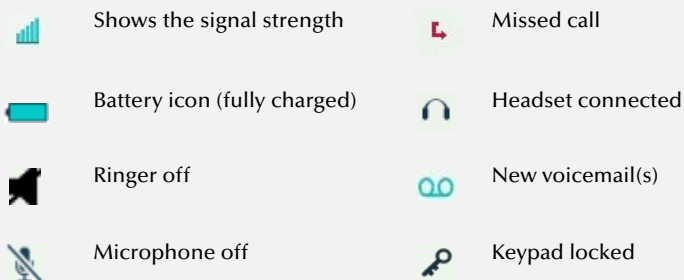 Shows the signal strength
Missed call
Battery icon (fully charged)
Headset connected
Ringer off
New voicemail(s)
Microphone off
Keypad locked